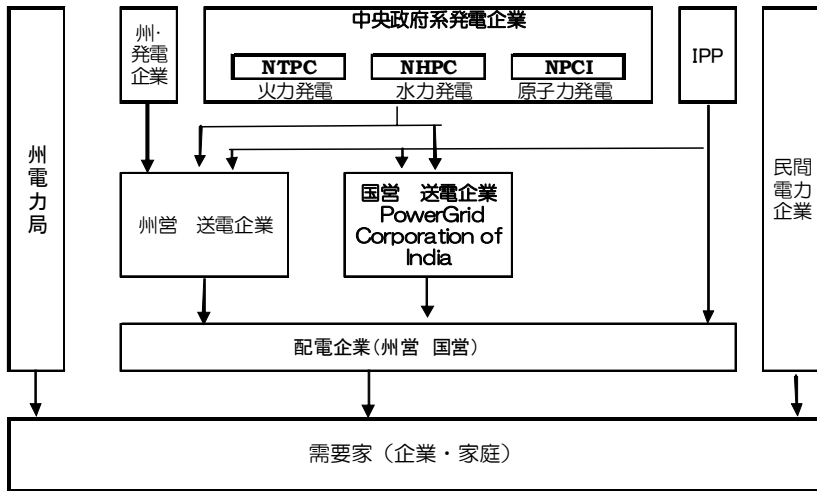 中央政府系発電企業
州・
発電
企業
NTPC
NHPC
NPCI
IPP
火力発電
水力発電
原子力発電
州
電
力
局
州営 送電企業
国営 送電企業
PowerGrid
Corporation of
India
民間
電力
企業
配電企業(州営 国営)
需要家(企業・家庭)